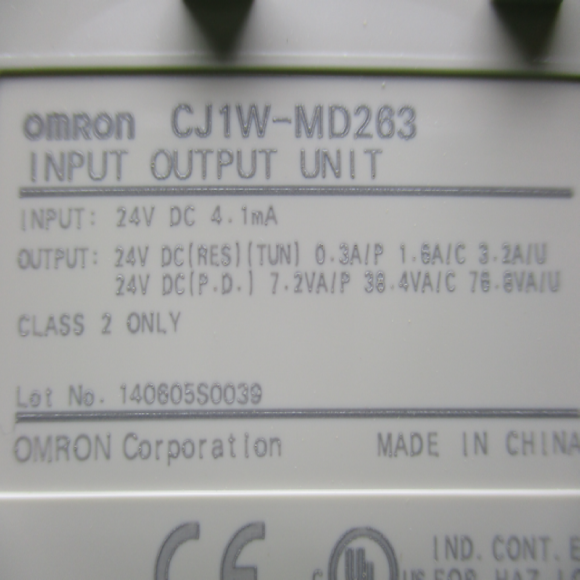 OMRON CJ1W-MD263
INPUT OUTPUT UNIT
INPUT: 24V DC 4.1mA
OUTPUT: 24V DC(RES)(TUN) 0.3A/P 1.6A/C 3.2A/U
24V DC(P.D.) 7.2VA/P 38.4VA/C 76.8VA/U
CLASS 2 ONLY
Lot No. 140605S0039
OMRON Corporation MADE IN CHINA
CE UL IND. CONT. E